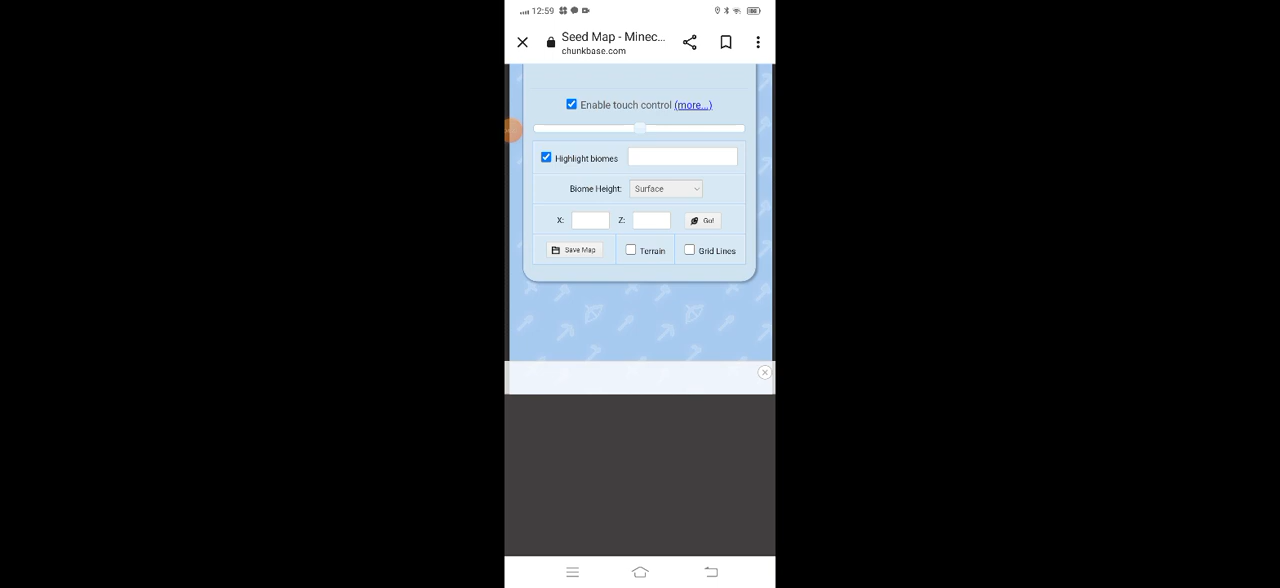 12:59
Seed Map - Minec...
chunkbase.com
Enable touch control (more...)
Highlight biomes
Biome Height: Surface
X: Z: Go!
Save Map Terrain Grid Lines